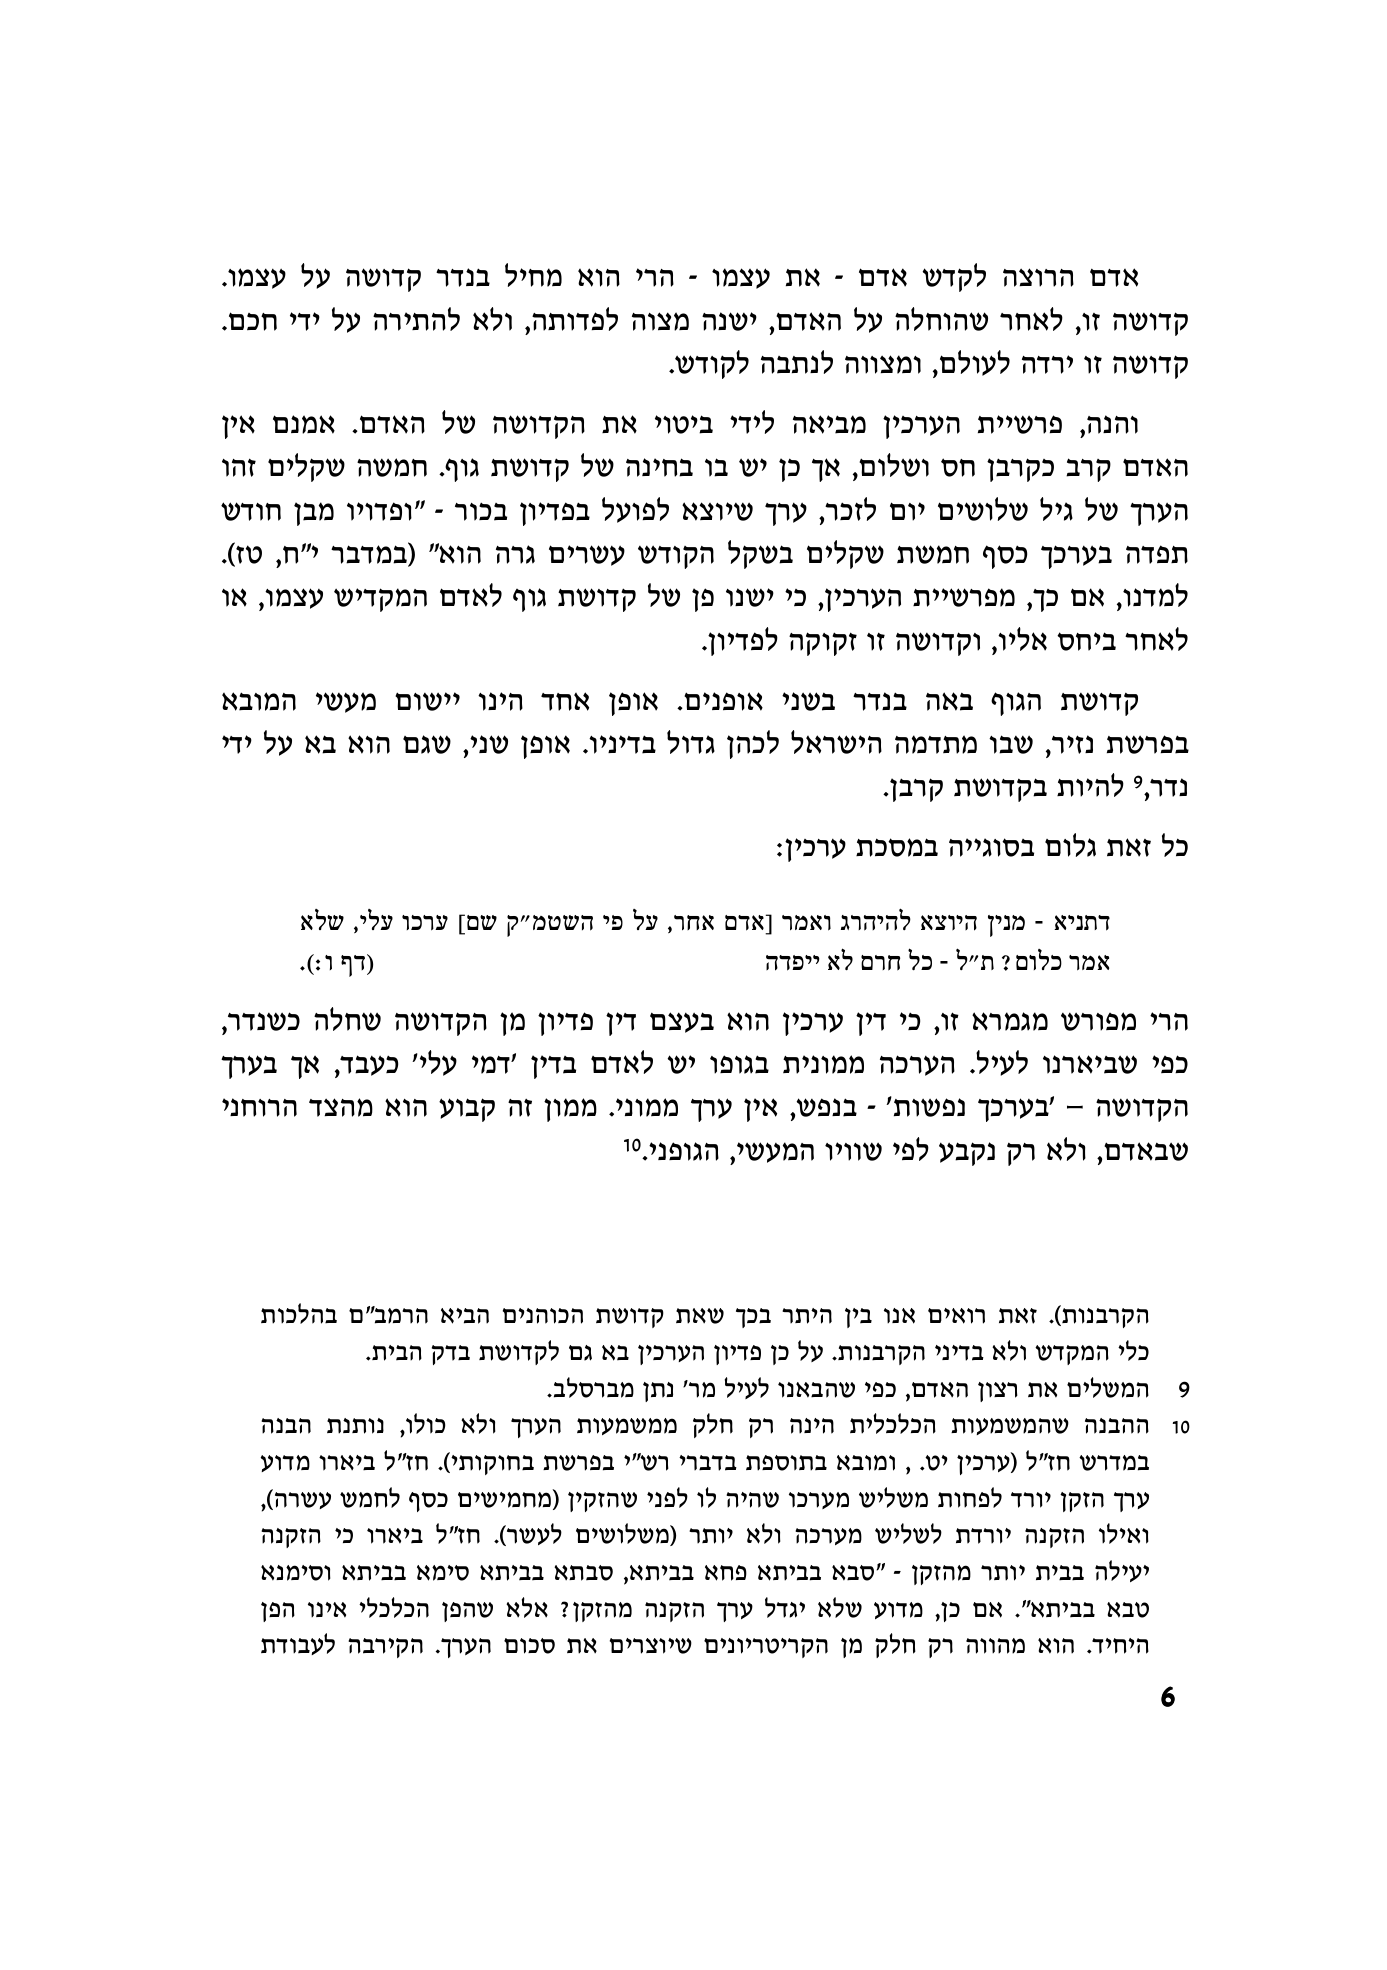 אדם הרוצה לקדש אדם - את עצמו - הרי הוא מחיל בנדר קדושה על עצמו.
קדושה זו, לאחר שהוחלה על האדם, ישנה מצוה לפדותה, ולא להתירה על ידי חכם.
קדושה זו ירדה לעולם, ומצווה לנתבה לקודש.
והנה, פרשיית הערכין מביאה לידי ביטוי את הקדושה של האדם. אמנם אין
האדם קרב כקרבן חס ושלום, אך כן יש בו בחינה של קדושת גוף. חמשה שקלים זהו
הערך של גיל שלושים יום לזכר, ערך שיוצא לפועל בפדיון בכור - "ופדויו מבן חודש
תפדה בערכך כסף חמשת שקלים בשקל הקודש עשרים גרה הוא" (במדבר י"ח, טז).
למדנו, אם כך, מפרשיית הערכין, כי ישנו פן של קדושת גוף לאדם המקדיש עצמו, או
לאחר ביחס אליו, וקדושה זו זקוקה לפדיון.
קדושת הגוף באה בנדר בשני אופנים. אופן אחד הינו יישום מעשי המובא
בפרשת נזיר, שבו מתדמה הישראל לכהן גדול בדיניו. אופן שני, שגם הוא בא על ידי
נדר,9 להיות בקדושת קרבן.
כל זאת גלום בסוגייה במסכת ערכין:
דתניא - מנין היוצא להיהרג ואמר [אדם אחר, על פי השטמ"ק שם] ערכו עלי, שלא
אמר כלום? ת"ל - כל חרם לא ייפדה (דף ו:).
הרי מפורש מגמרא זו, כי דין ערכין הוא בעצם דין פדיון מן הקדושה שחלה כשנדר,
כפי שביארנו לעיל. הערכה ממונית בגופו יש לאדם בדין 'דמי עלי' כעבד, אך בערך
הקדושה – 'בערכך נפשות' - בנפש, אין ערך ממוני. ממון זה קבוע הוא מהצד הרוחני
שבאדם, ולא רק נקבע לפי שוויו המעשי, הגופני.10
הקרבנות). זאת רואים אנו בין היתר בכך שאת קדושת הכוהנים הביא הרמב"ם בהלכות
כלי המקדש ולא בדיני הקרבנות. על כן פדיון הערכין בא גם לקדושת בדק הבית.
9 המשלים את רצון האדם, כפי שהבאנו לעיל מר' נתן מברסלב.
10 ההבנה שהמשמעות הכלכלית הינה רק חלק ממשמעות הערך ולא כולו, נותנת הבנה
במדרש חז"ל (ערכין יט. , ומובא בתוספת בדברי רש"י בפרשת בחוקותי). חז"ל ביארו מדוע
ערך הזקן יורד לפחות משליש מערכו שהיה לו לפני שהזקין (מחמישים כסף לחמש עשרה),
ואילו הזקנה יורדת לשליש מערכה ולא יותר (משלושים לעשר). חז"ל ביארו כי הזקנה
יעילה בבית יותר מהזקן - "סבא בביתא פחא בביתא, סבתא בביתא סימא בביתא וסימנא
טבא בביתא". אם כן, מדוע שלא יגדל ערך הזקנה מהזקן? אלא שהפן הכלכלי אינו הפן
היחיד. הוא מהווה רק חלק מן הקריטריונים שיוצרים את סכום הערך. הקירבה לעבודת
6